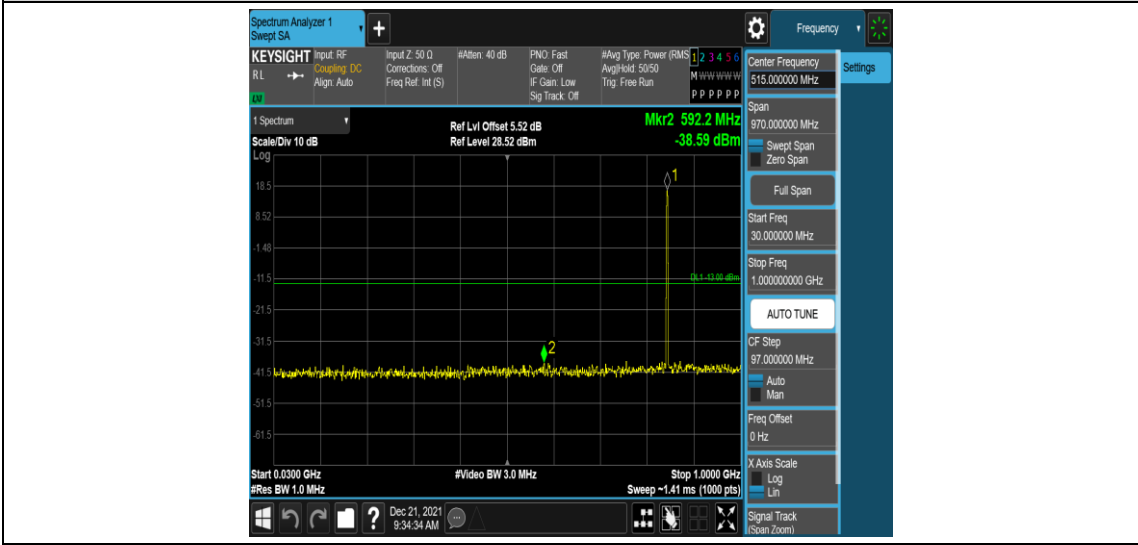 Spectrum Analyzer 1
Swept SA
+
Frequency
KEYSIGHT
RL
Input: RF
Coupling: DC
Align: Auto
Input Z: 50 Ω
Corrections: Off
Freq Ref: Int (S)
#Atten: 40 dB
PNO: Fast
Gate: Off
IF Gain: Low
Sig Track: Off
#Avg Type: Power (RMS
Avg|Hold: 50/50
Trig: Free Run
1 2 3 4 5 6
M W W W W W
P P P P P P
1 Spectrum
Scale/Div 10 dB
Log
Ref Lvl Offset 5.52 dB
Ref Level 28.52 dBm
Mkr2 592.2 MHz
-38.59 dBm
18.5
8.52
-1.48
-11.5
-21.5
-31.5
-41.5
-51.5
-61.5
1
DL1 -13.00 dBm
2
Start 0.0300 GHz
#Res BW 1.0 MHz
#Video BW 3.0 MHz
Stop 1.0000 GHz
Sweep ~1.41 ms (1000 pts)
Center Frequency
515.000000 MHz
Settings
Span
970.000000 MHz
Swept Span
Zero Span
Full Span
Start Freq
30.000000 MHz
Stop Freq
1.000000000 GHz
AUTO TUNE
CF Step
97.000000 MHz
Auto
Man
Freq Offset
0 Hz
X Axis Scale
Log
Lin
Signal Track
(Span Zoom)
?
Dec 21, 2021
9:34:34 AM